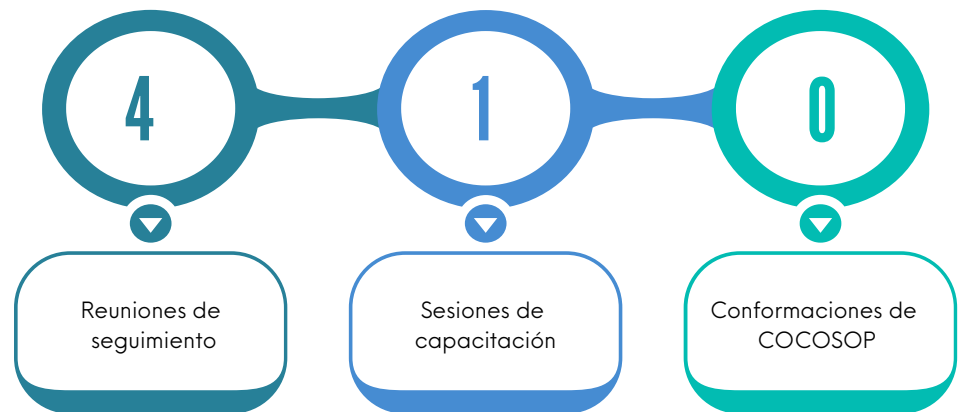 4
1
0
Reuniones de
seguimiento
Sesiones de
capacitación
Conformaciones de
COCOSOP